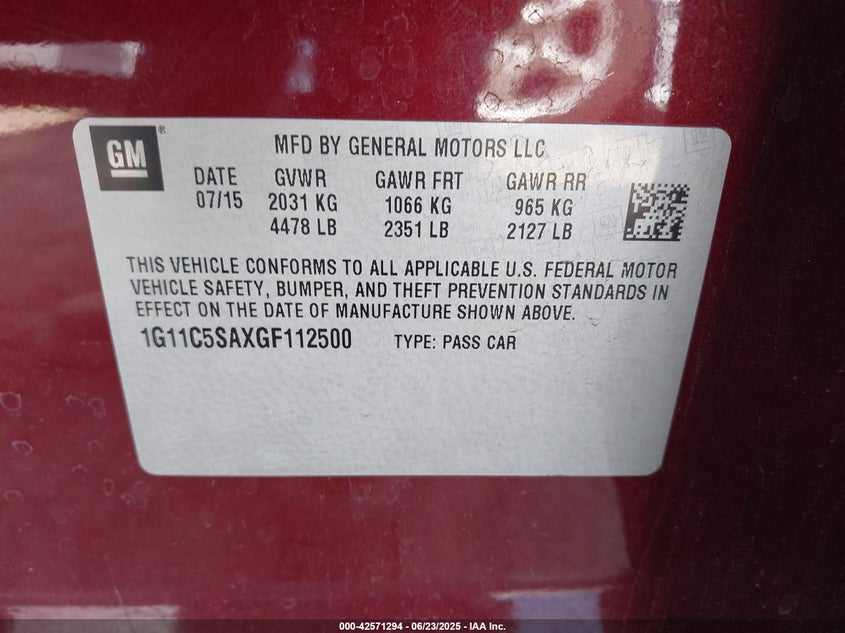 GM
MFD BY GENERAL MOTORS LLC
DATE GVWR GAWR FRT GAWR RR
07/15 2031 KG 1066 KG 965 KG
4478 LB 2351 LB 2127 LB
THIS VEHICLE CONFORMS TO ALL APPLICABLE U.S. FEDERAL MOTOR
VEHICLE SAFETY, BUMPER, AND THEFT PREVENTION STANDARDS IN
EFFECT ON THE DATE OF MANUFACTURE SHOWN ABOVE.
1G11C5SAXGF112500 TYPE: PASS CAR
000-42571294 - 06/23/2025 - IAA Inc.